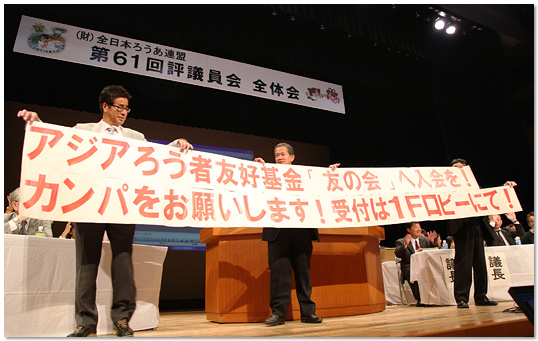 (財)全日本ろうあ連盟
第61回評議員会 全体会
アジアろう者友好基金「友の会」へ入会を!
カンパをお願いします!受付は1Fロビーにて!
議長
議長